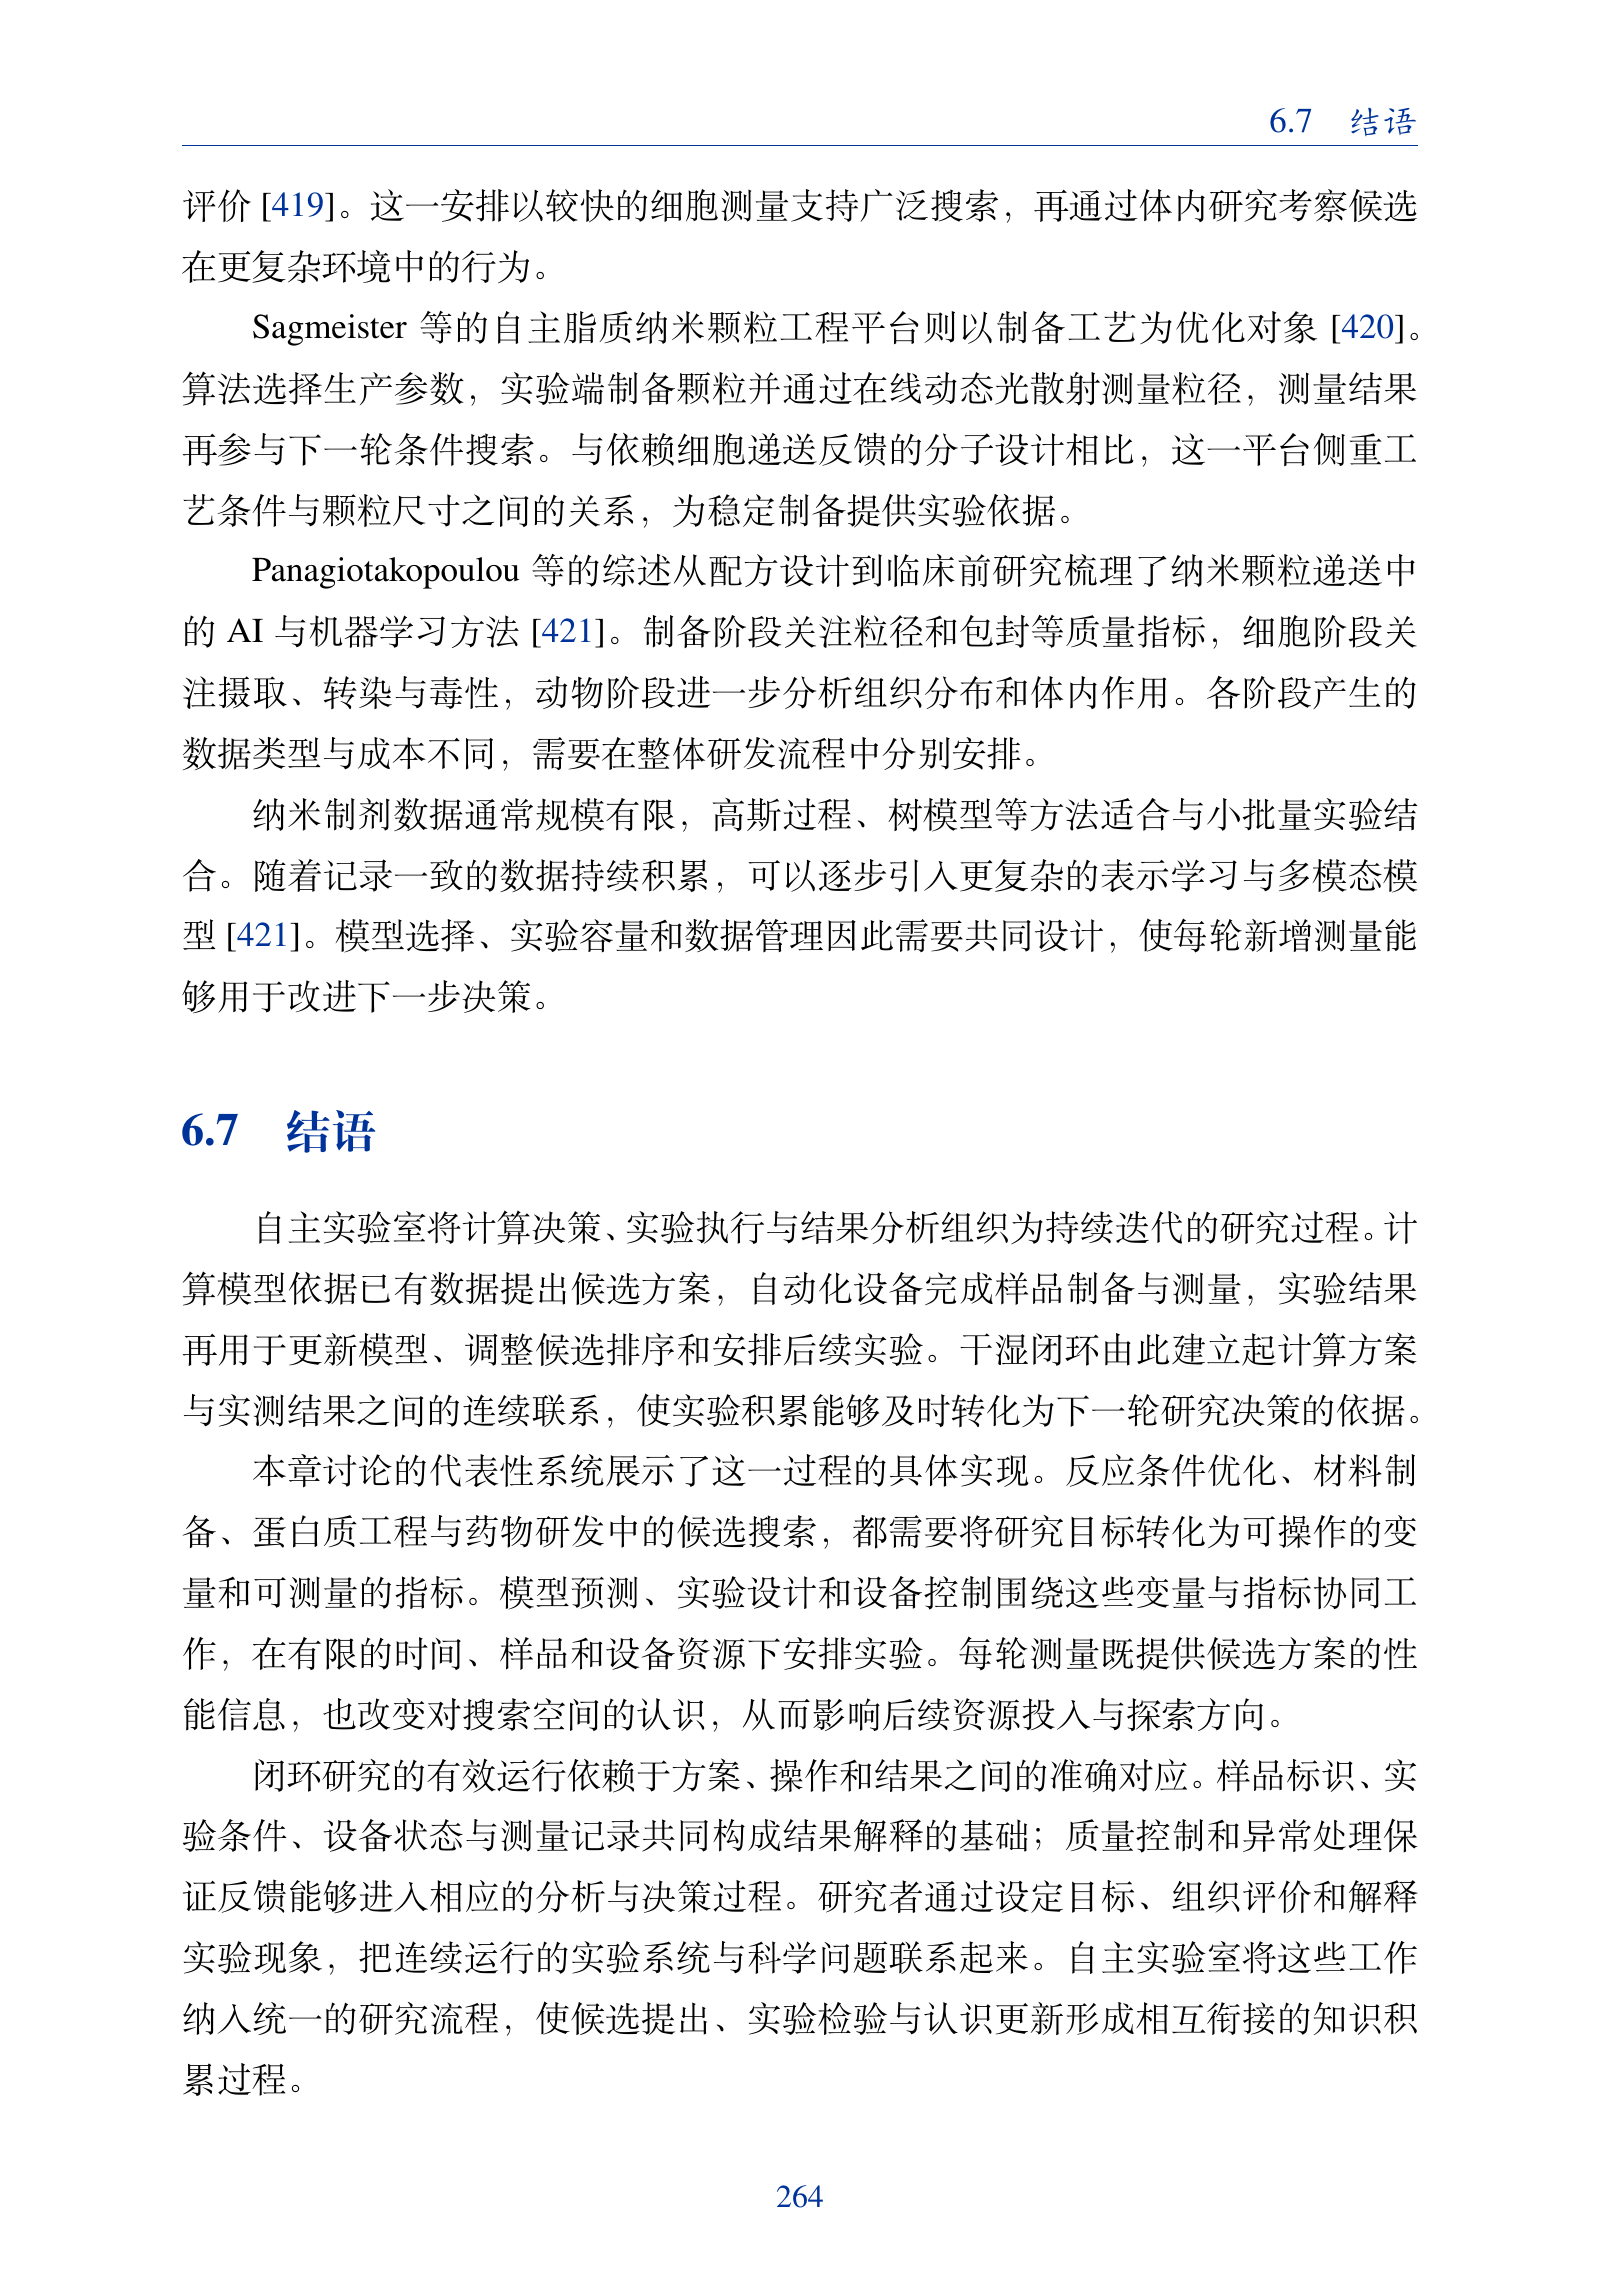 6.7 结语
评价 [419]。这一安排以较快的细胞测量支持广泛搜索，再通过体内研究考察候选
在更复杂环境中的行为。
Sagmeister 等的自主脂质纳米颗粒工程平台则以制备工艺为优化对象 [420]。
算法选择生产参数，实验端制备颗粒并通过在线动态光散射测量粒径，测量结果
再参与下一轮条件搜索。与依赖细胞递送反馈的分子设计相比，这一平台侧重工
艺条件与颗粒尺寸之间的关系，为稳定制备提供实验依据。
Panagiotakopoulou 等的综述从配方设计到临床前研究梳理了纳米颗粒递送中
的 AI 与机器学习方法 [421]。制备阶段关注粒径和包封等质量指标，细胞阶段关
注摄取、转染与毒性，动物阶段进一步分析组织分布和体内作用。各阶段产生的
数据类型与成本不同，需要在整体研发流程中分别安排。
纳米制剂数据通常规模有限，高斯过程、树模型等方法适合与小批量实验结
合。随着记录一致的数据持续积累，可以逐步引入更复杂的表示学习与多模态模
型 [421]。模型选择、实验容量和数据管理因此需要共同设计，使每轮新增测量能
够用于改进下一步决策。
6.7 结语
自主实验室将计算决策、实验执行与结果分析组织为持续迭代的研究过程。计
算模型依据已有数据提出候选方案，自动化设备完成样品制备与测量，实验结果
再用于更新模型、调整候选排序和安排后续实验。干湿闭环由此建立起计算方案
与实测结果之间的连续联系，使实验积累能够及时转化为下一轮研究决策的依据。
本章讨论的代表性系统展示了这一过程的具体实现。反应条件优化、材料制
备、蛋白质工程与药物研发中的候选搜索，都需要将研究目标转化为可操作的变
量和可测量的指标。模型预测、实验设计和设备控制围绕这些变量与指标协同工
作，在有限的时间、样品和设备资源下安排实验。每轮测量既提供候选方案的性
能信息，也改变对搜索空间的认识，从而影响后续资源投入与探索方向。
闭环研究的有效运行依赖于方案、操作和结果之间的准确对应。样品标识、实
验条件、设备状态与测量记录共同构成结果解释的基础；质量控制和异常处理保
证反馈能够进入相应的分析与决策过程。研究者通过设定目标、组织评价和解释
实验现象，把连续运行的实验系统与科学问题联系起来。自主实验室将这些工作
纳入统一的研究流程，使候选提出、实验检验与认识更新形成相互衔接的知识积
累过程。
264